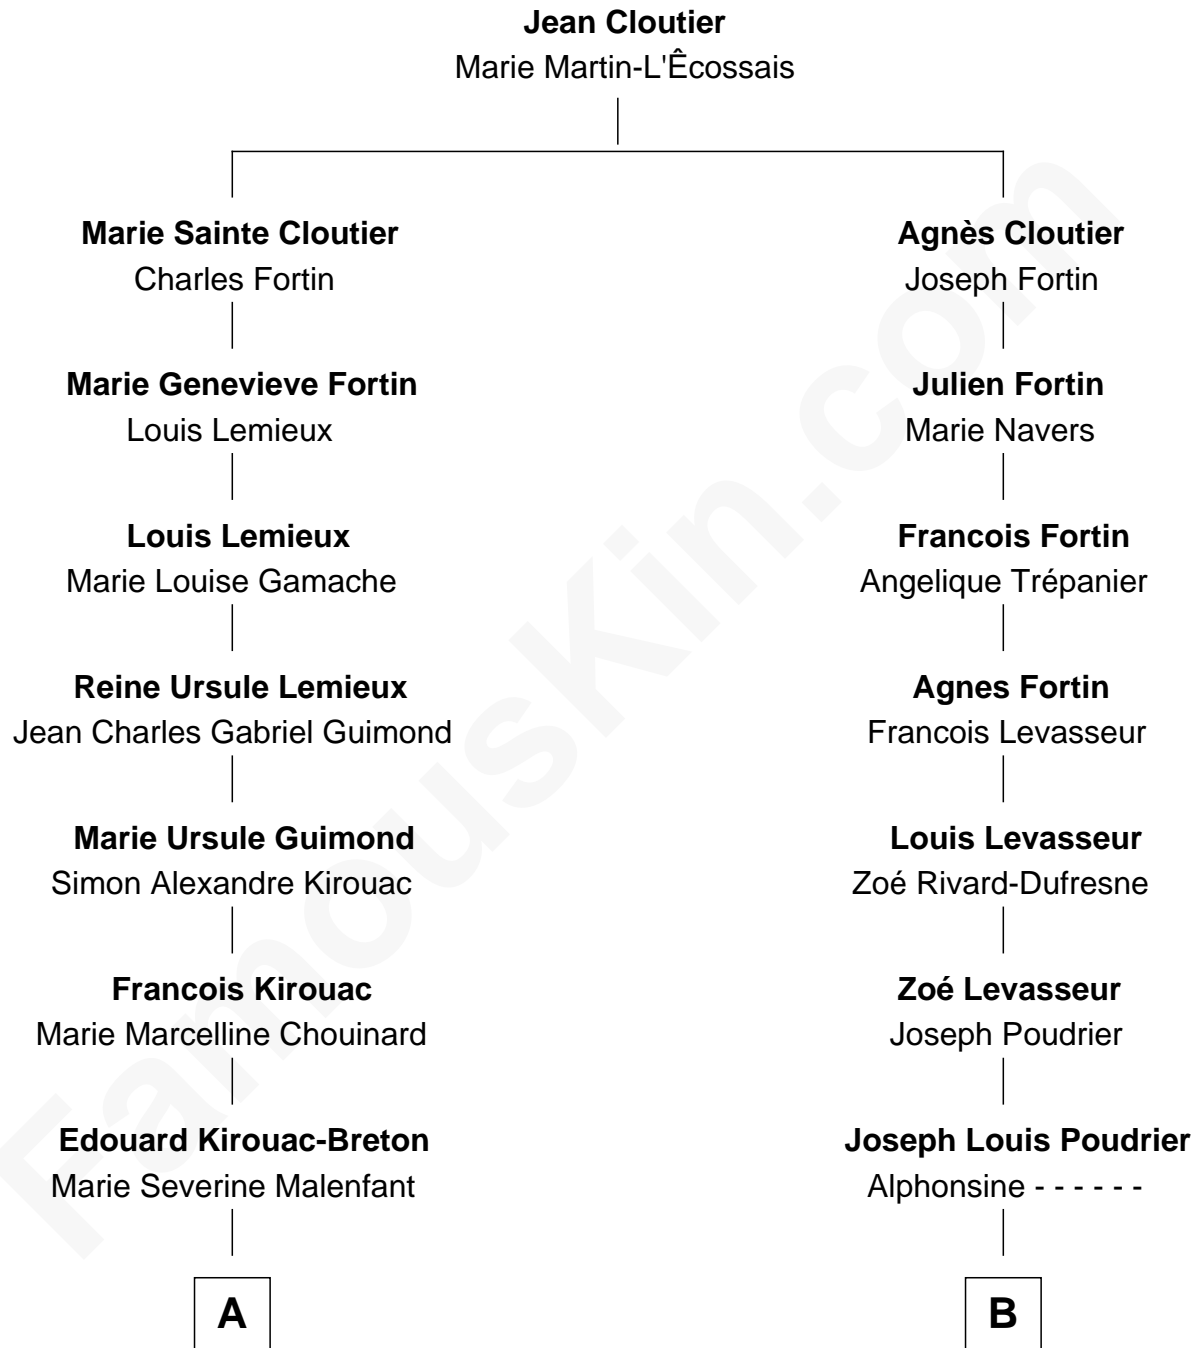 Jean Cloutier
Marie Martin-L'Êcossais
Marie Sainte Cloutier
Charles Fortin
Marie Genevieve Fortin
Louis Lemieux
Louis Lemieux
Marie Louise Gamache
Reine Ursule Lemieux
Jean Charles Gabriel Guimond
Marie Ursule Guimond
Simon Alexandre Kirouac
Francois Kirouac
Marie Marcelline Chouinard
Edouard Kirouac-Breton
Marie Severine Malenfant
A
Agnès Cloutier
Joseph Fortin
Julien Fortin
Marie Navers
Francois Fortin
Angelique Trépanier
Agnes Fortin
Francois Levasseur
Louis Levasseur
Zoé Rivard-Dufresne
Zoé Levasseur
Joseph Poudrier
Joseph Louis Poudrier
Alphonsine - - - - - -
B
FamousKin.com